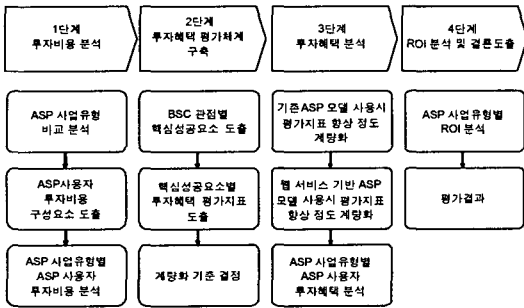 1단계
투자비용 분석
2단계
투자혜택 평가체계
구축
3단계
투자혜택 분석
4단계
ROI 분석 및 결론도출
ASP 사업유형
비교 분석
ASP사용자
투자비용
구성요소 도출
ASP 사업유형별
ASP 사용자
투자비용 분석
BSC 관점별
핵심성공요소 도출
핵심성공요소별
투자혜택 평가지표
도출
계량화 기준 결정
기존ASP 모델 사용시
평가지표 향상 정도
계량화
웹 서비스 기반 ASP
모델 사용시 평가지표
향상 정도 계량화
ASP 사업유형별
ASP 사용자
투자혜택 분석
ASP 사업유형별
ROI 분석
평가결과